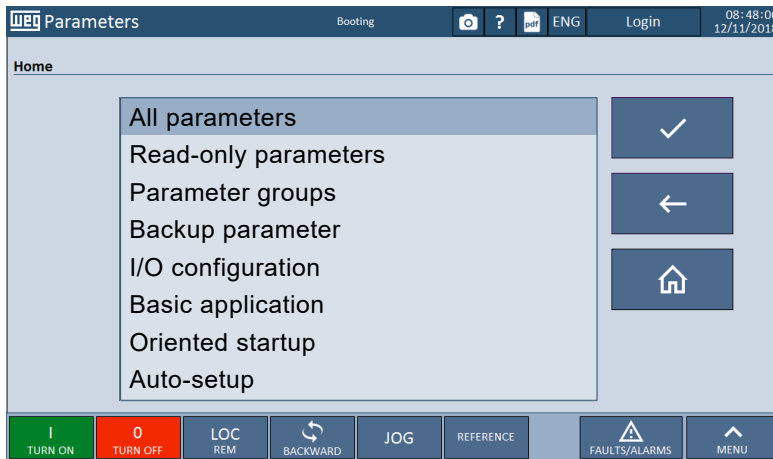 WEG Parameters Booting ? pdf ENG Login 08:48:0
12/11/201
Home
All parameters
Read-only parameters
Parameter groups
Backup parameter
I/O configuration
Basic application
Oriented startup
Auto-setup
I
TURN ON
0
TURN OFF
LOC
REM
BACKWARD
JOG
REFERENCE
FAULTS/ALARMS
MENU